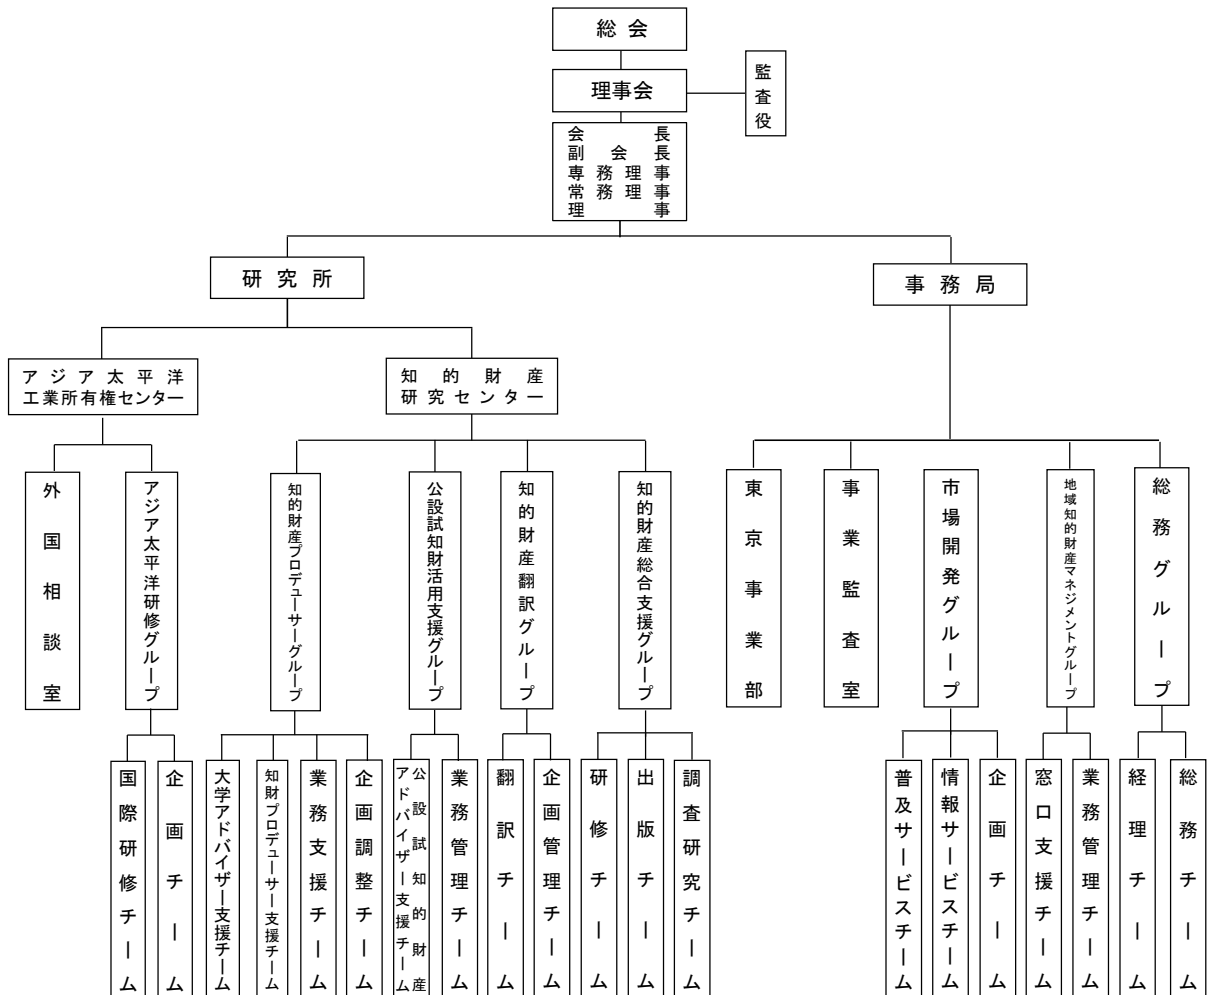 総会
理事会
監査役
会長
副会長
専務理事
常務理事
理事
研究所
事務局
アジア太平洋
工業所有権センター
知的財産
研究センター
外国相談室
アジア太平洋研修グループ
知的財産プロデューサーグループ
公設試知財活用支援グループ
知的財産翻訳グループ
知的財産総合支援グループ
東京事業部
事業監査室
市場開発グループ
地域知的財産マネジメントグループ
総務グループ
国際研修チーム
企画チーム
大学アドバイザー支援チーム
知財プロデューサー支援チーム
業務支援チーム
企画調整チーム
公設試知的財産
アドバイザー支援チーム
業務管理チーム
翻訳チーム
企画管理チーム
研修チーム
出版チーム
調査研究チーム
普及サービスチーム
情報サービスチーム
企画チーム
窓口支援チーム
業務管理チーム
経理チーム
総務チーム